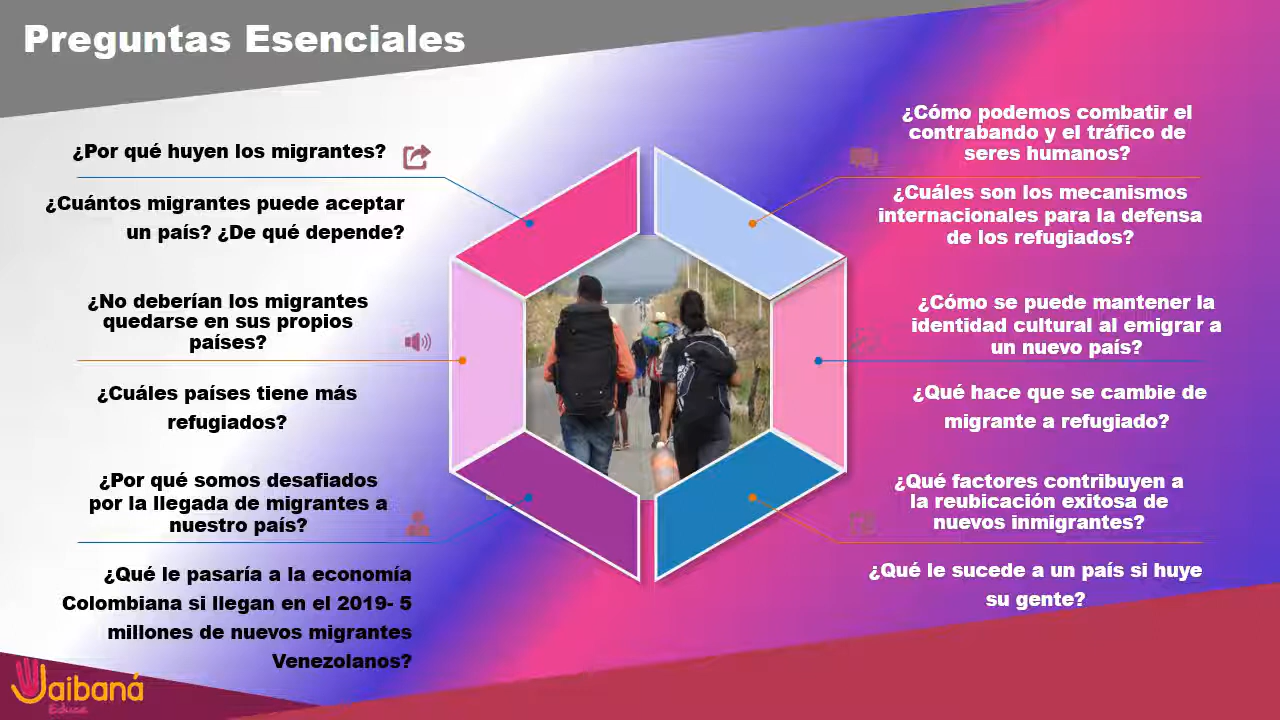 Preguntas Esenciales
¿Por qué huyen los migrantes?
¿Cuántos migrantes puede aceptar
un país? ¿De qué depende?
¿No deberían los migrantes
quedarse en sus propios
países?
¿Cuáles países tiene más
refugiados?
¿Por qué somos desafiados
por la llegada de migrantes a
nuestro país?
¿Qué le pasaría a la economía
Colombiana si llegan en el 2019- 5
millones de nuevos migrantes
Venezolanos?
¿Cómo podemos combatir el
contrabando y el tráfico de
seres humanos?
¿Cuáles son los mecanismos
internacionales para la defensa
de los refugiados?
¿Cómo se puede mantener la
identidad cultural al emigrar a
un nuevo país?
¿Qué hace que se cambie de
migrante a refugiado?
¿Qué factores contribuyen a
la reubicación exitosa de
nuevos inmigrantes?
¿Qué le sucede a un país si huye
su gente?
Jaibaná
Educa